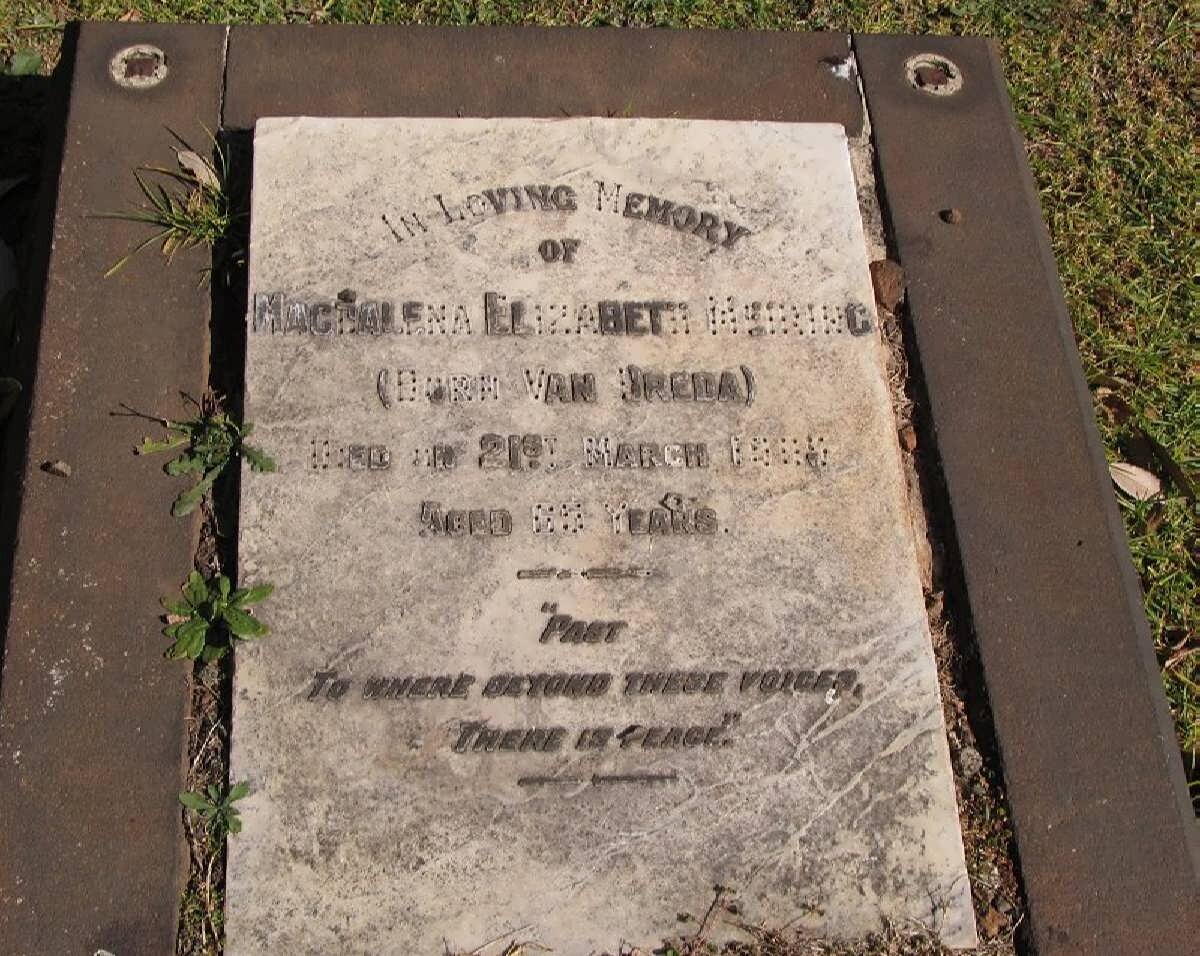 In Loving Memory
of
Magdalena Elizabeth Meiring
(Born Van Breda)
Died on 21st March
Aged Years.
"Past
To where beyond these voices,
There is peace."